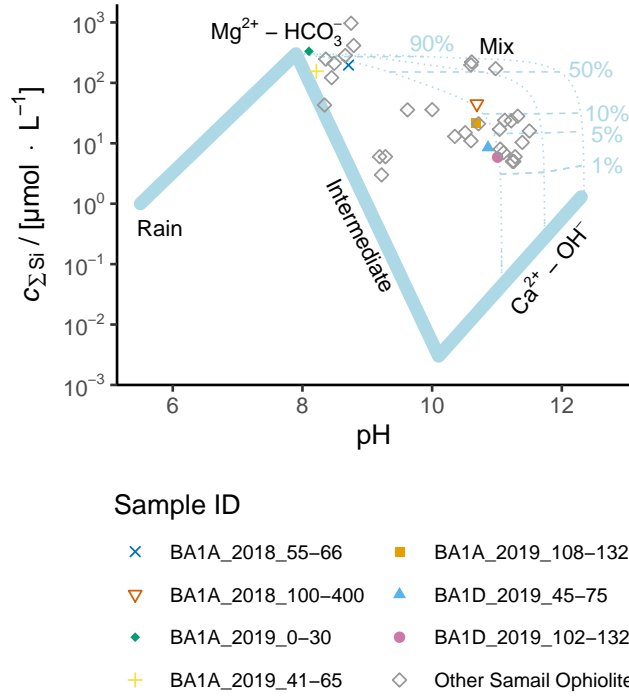 c_ΣSi / [μmol · L⁻¹]
10³
10²
10¹
10⁰
10⁻¹
10⁻²
10⁻³
Mg²⁺ − HCO₃⁻
90%
Mix
50%
10%
5%
1%
Rain
Intermediate
Ca²⁺ − OH⁻
6 8 10 12
pH
Sample ID
BA1A_2018_55−66
BA1A_2018_100−400
BA1A_2019_0−30
BA1A_2019_41−65
BA1A_2019_108−132
BA1D_2019_45−75
BA1D_2019_102−132
Other Samail Ophiolite